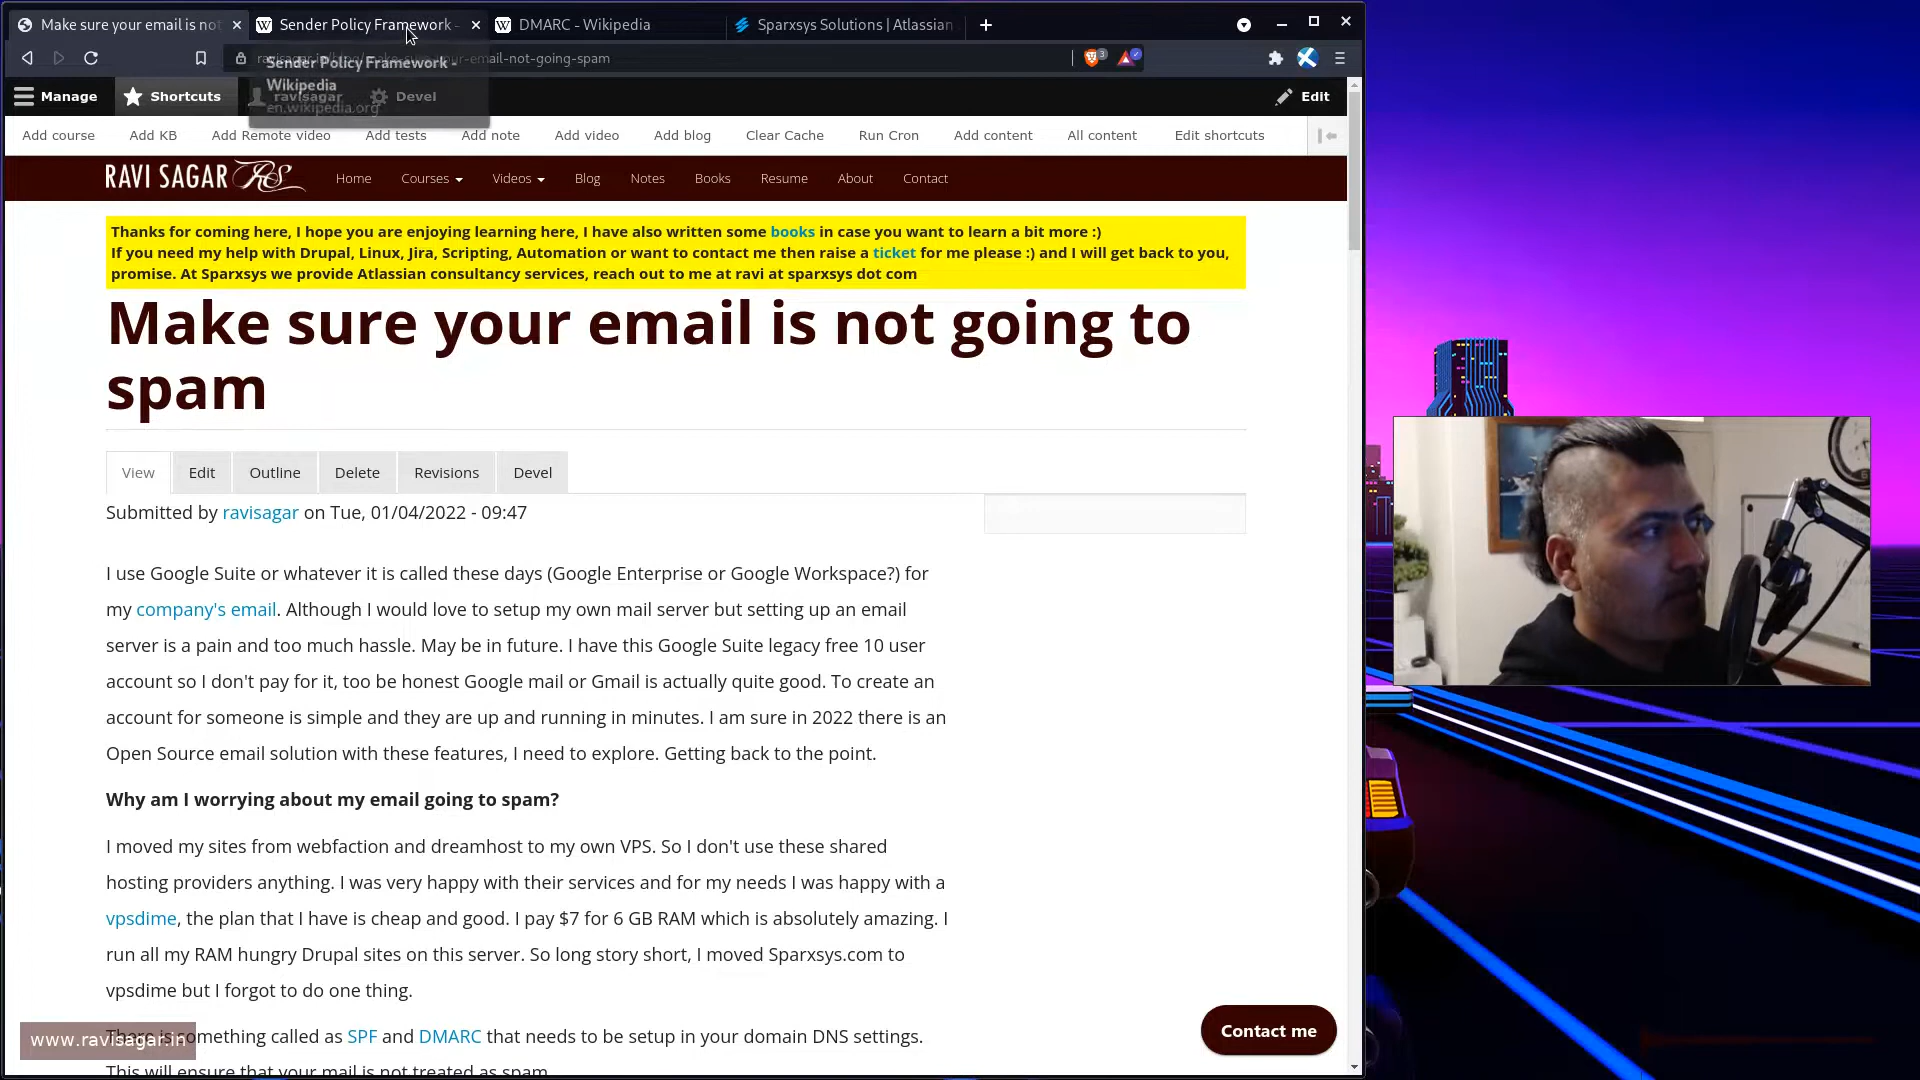 Make sure your email is no
Sender Policy Framework -
DMARC - Wikipedia
Sparxsys Solutions | Atlassian
ur-email-not-going-spam
Sender Policy Framework -
Wikipedia
en.wikipedia.org
Manage
Shortcuts
ravisagar
Devel
Edit
Add course
Add KB
Add Remote video
Add tests
Add note
Add video
Add blog
Clear Cache
Run Cron
Add content
All content
Edit shortcuts
RAVI SAGAR RS
Home
Courses
Videos
Blog
Notes
Books
Resume
About
Contact
Thanks for coming here, I hope you are enjoying learning here, I have also written some books in case you want to learn a bit more :)
If you need my help with Drupal, Linux, Jira, Scripting, Automation or want to contact me then raise a ticket for me please :) and I will get back to you,
promise. At Sparxsys we provide Atlassian consultancy services, reach out to me at ravi at sparxsys dot com
Make sure your email is not going to
spam
View
Edit
Outline
Delete
Revisions
Devel
Submitted by ravisagar on Tue, 01/04/2022 - 09:47
I use Google Suite or whatever it is called these days (Google Enterprise or Google Workspace?) for
my company's email. Although I would love to setup my own mail server but setting up an email
server is a pain and too much hassle. May be in future. I have this Google Suite legacy free 10 user
account so I don't pay for it, too be honest Google mail or Gmail is actually quite good. To create an
account for someone is simple and they are up and running in minutes. I am sure in 2022 there is an
Open Source email solution with these features, I need to explore. Getting back to the point.
Why am I worrying about my email going to spam?
I moved my sites from webfaction and dreamhost to my own VPS. So I don't use these shared
hosting providers anything. I was very happy with their services and for my needs I was happy with a
vpsdime, the plan that I have is cheap and good. I pay $7 for 6 GB RAM which is absolutely amazing. I
run all my RAM hungry Drupal sites on this server. So long story short, I moved Sparxsys.com to
vpsdime but I forgot to do one thing.
There is something called as SPF and DMARC that needs to be setup in your domain DNS settings.
This will ensure that your mail is not treated as spam.
www.ravisagar.in
Contact me